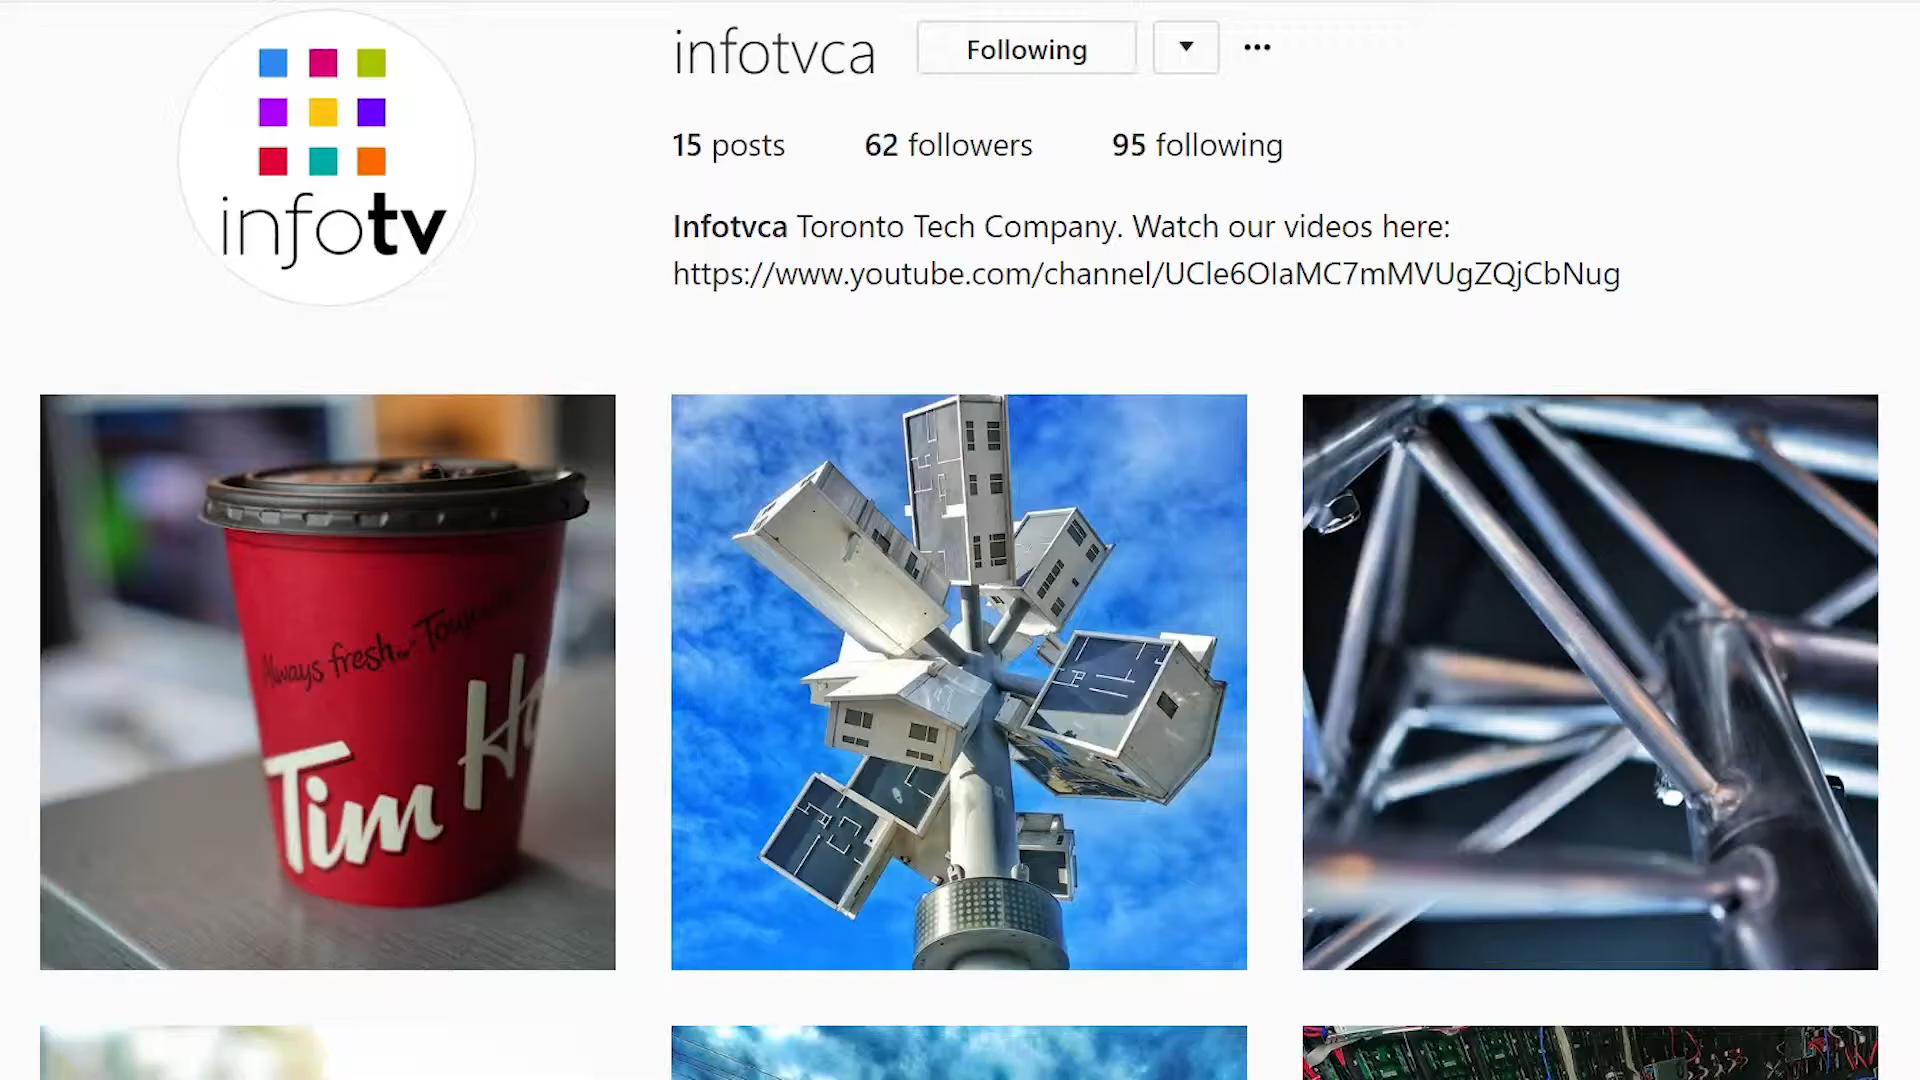 infotv
infotvca
Following
15 posts 62 followers 95 following
Infotvca Toronto Tech Company. Watch our videos here:
https://www.youtube.com/channel/UCle6OIaMC7mMVUgZQjCbNug
Always fresh
Tim